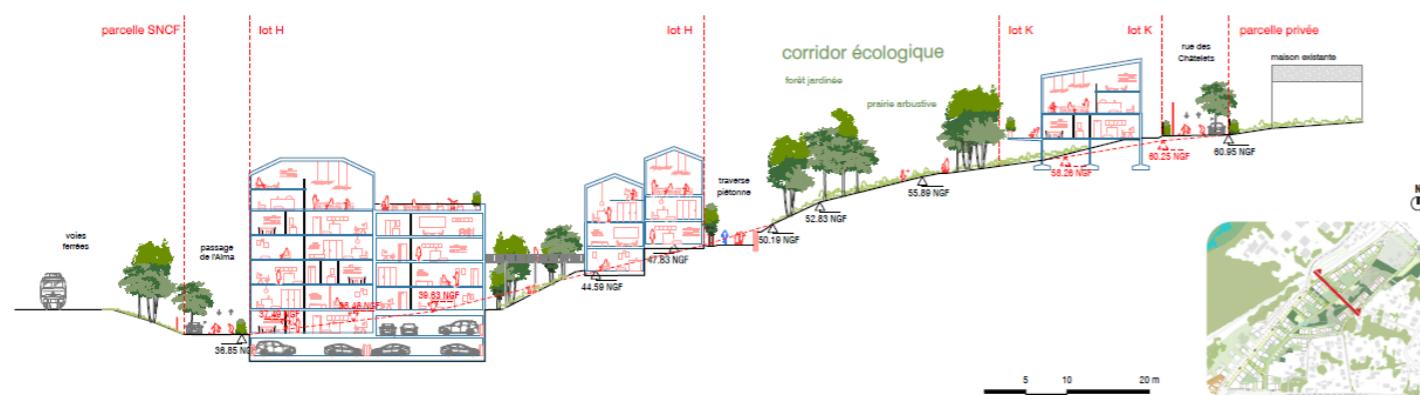 parcelle SNCF
lot H
lot H
lot K
lot K
rue des
Châtelets
parcelle privée
corridor écologique
maison existante
forêt jardinée
prairie arbustive
60.25 NGF
60.95 NGF
58.26 NGF
55.89 NGF
traverse
piétonne
52.83 NGF
voies
ferrées
passage
de l'Alma
50.19 NGF
47.83 NGF
44.59 NGF
39.63 NGF
37.49 NGF
36.85 NGF
5 10 20 m
N